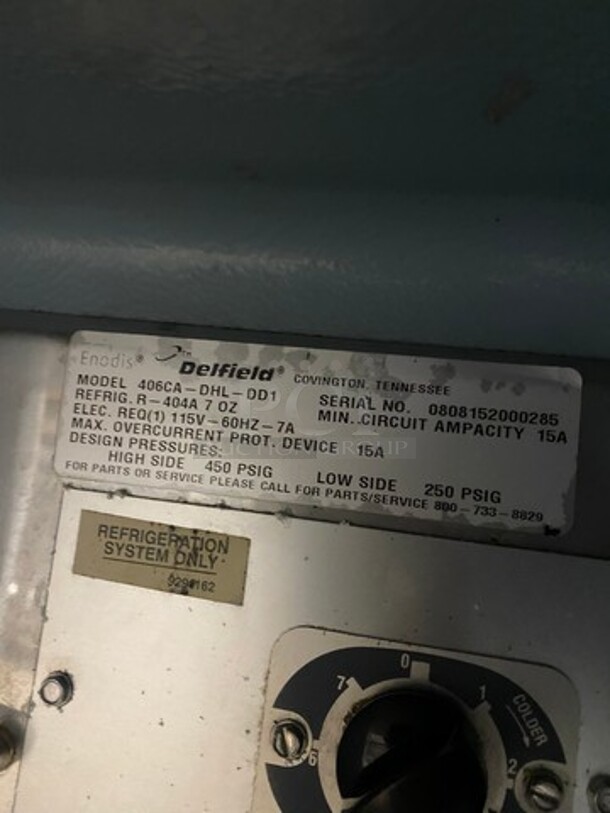 Enodis® Delfield® COVINGTON, TENNESSEE
MODEL 406CA-DHL-DD1 SERIAL NO. 0808152000285
REFRIG. R-404A 7 OZ MIN. CIRCUIT AMPACITY 15A
ELEC. REQ(1) 115V-60HZ-7A
MAX. OVERCURRENT PROT. DEVICE 15A
DESIGN PRESSURES:
HIGH SIDE 450 PSIG LOW SIDE 250 PSIG
FOR PARTS OR SERVICE PLEASE CALL FOR PARTS/SERVICE 800-733-8829
REFRIGERATION
SYSTEM ONLY
0
7
1
COLDER
6
2